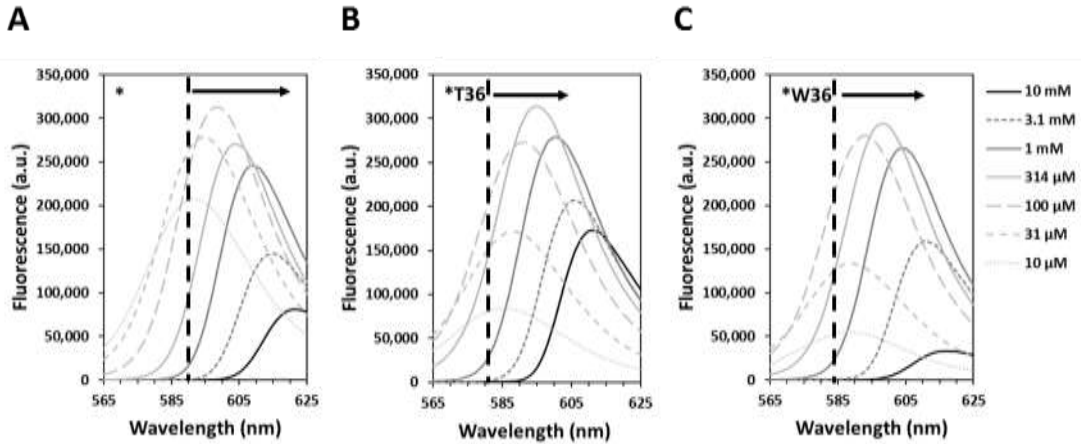 A
B
C
350,000
300,000
250,000
200,000
150,000
100,000
50,000
0
565
585
605
625
Fluorescence (a.u.)
Wavelength (nm)
*
350,000
300,000
250,000
200,000
150,000
100,000
50,000
0
565
585
605
625
Fluorescence (a.u.)
Wavelength (nm)
*T36
350,000
300,000
250,000
200,000
150,000
100,000
50,000
0
565
585
605
625
Fluorescence (a.u.)
Wavelength (nm)
*W36
10 mM
3.1 mM
1 mM
314 µM
100 µM
31 µM
10 µM